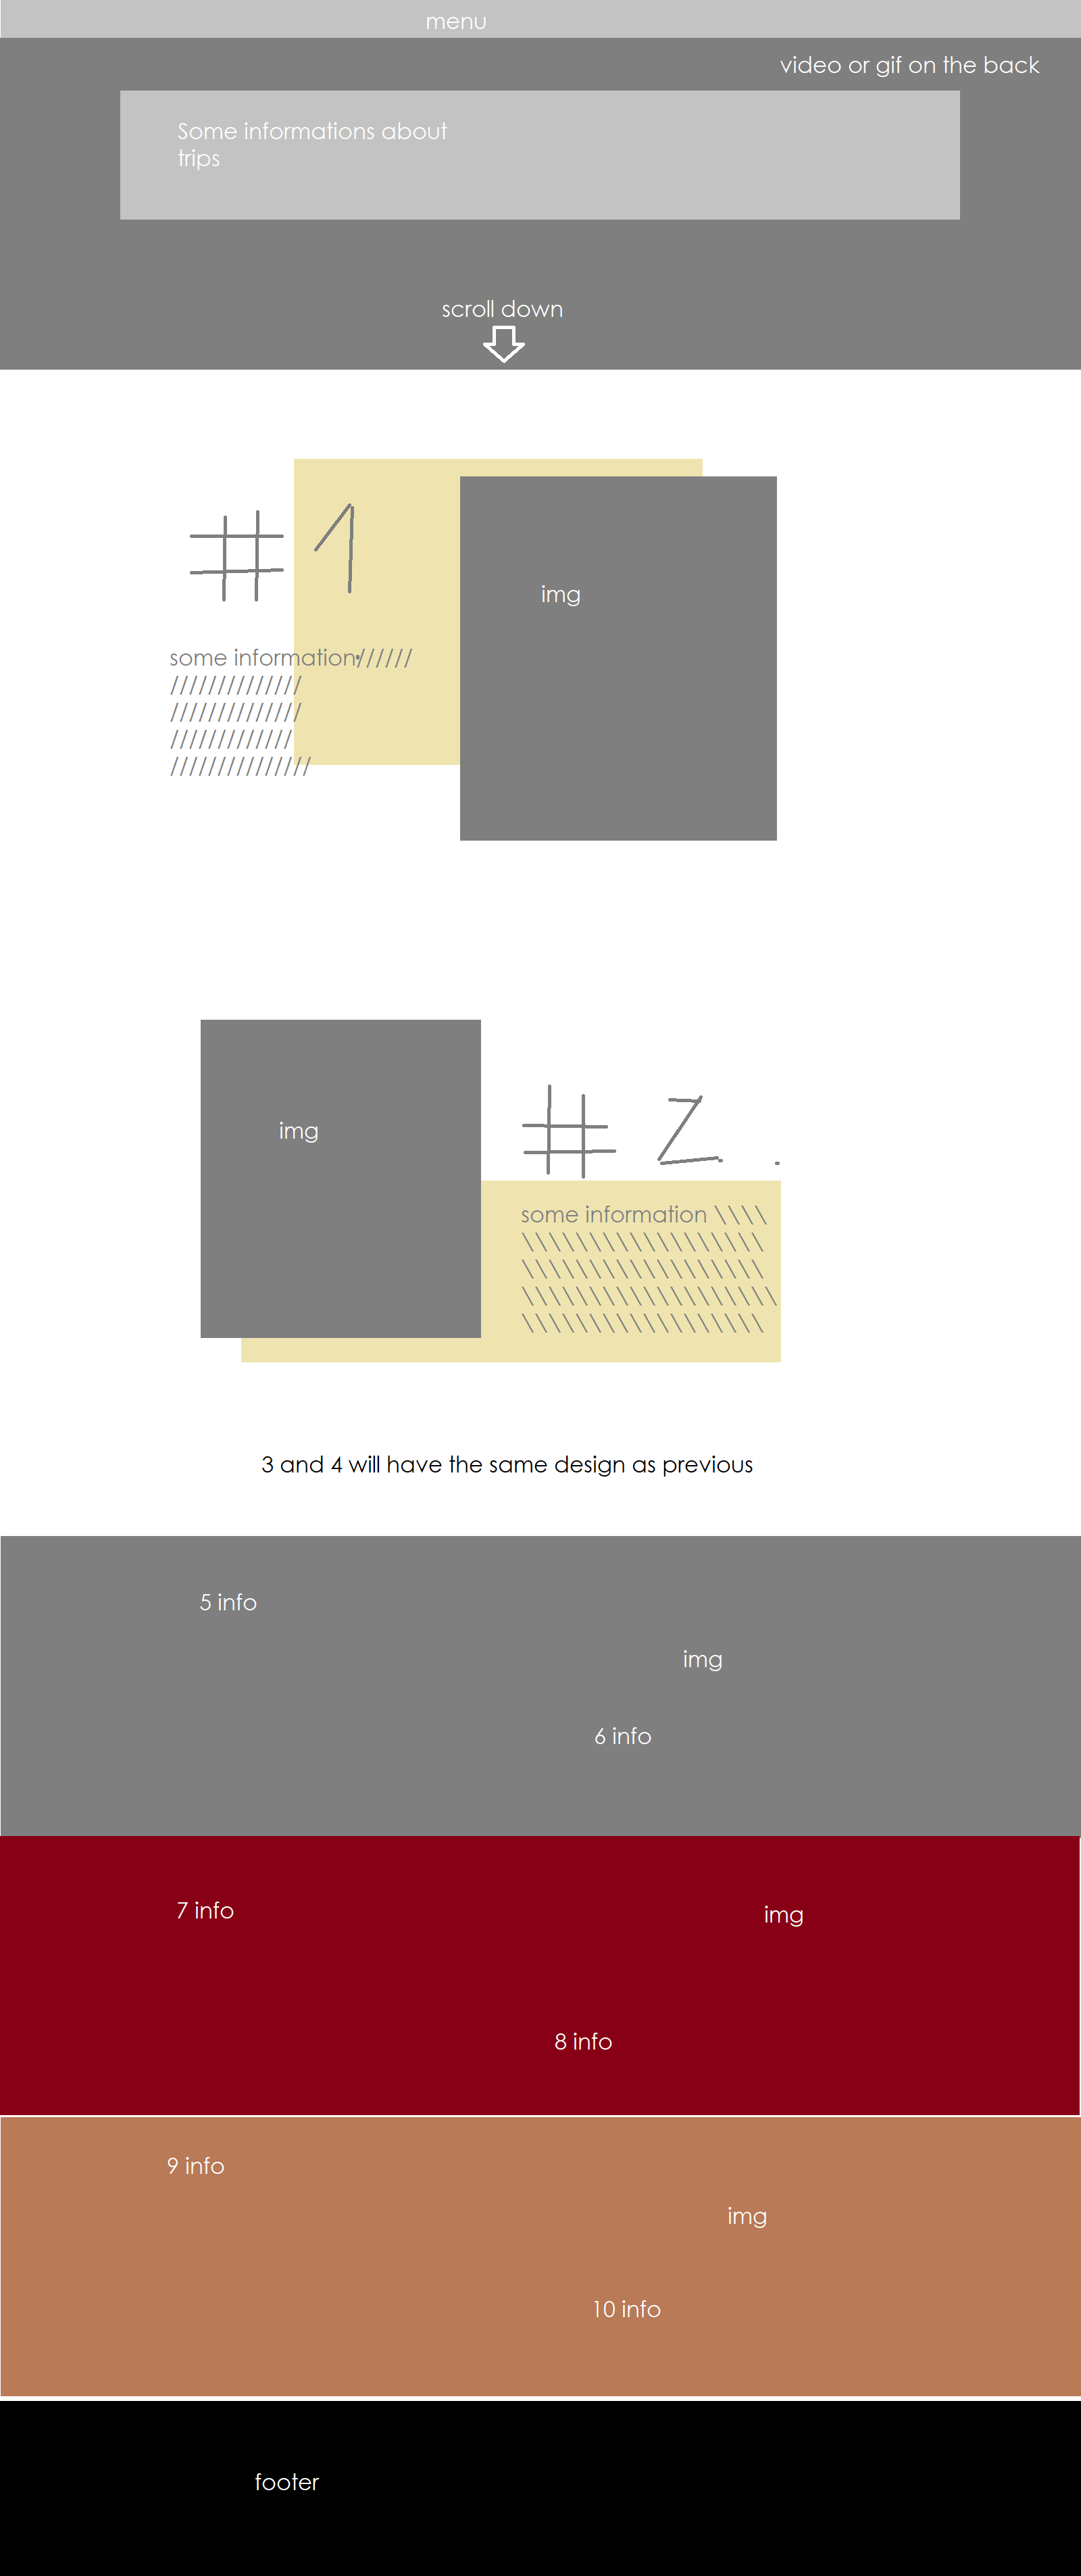 menu
video or gif on the back
Some informations about
trips
scroll down
# 1
img
some information//////
//////////////
//////////////
/////////////
///////////////
img
# 2 .
some information \\\\
\\\\\\\\\\\\\\\\\\
\\\\\\\\\\\\\\\\\\
\\\\\\\\\\\\\\\\\\\
\\\\\\\\\\\\\\\\\\
3 and 4 will have the same design as previous
5 info
img
6 info
7 info
img
8 info
9 info
img
10 info
footer